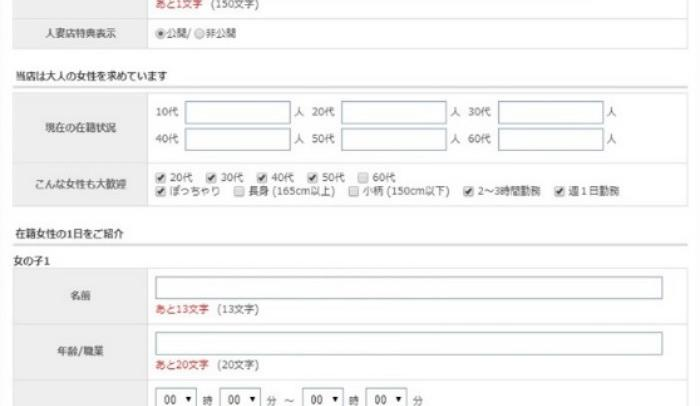 あと1文字 (150文字)
人妻店特典表示 公開/ 非公開
当店は大人の女性を求めています
現在の在籍状況
10代 人 20代 人 30代 人
40代 人 50代 人 60代 人
こんな女性も大歓迎
20代 30代 40代 50代 60代
ぽっちゃり 長身 (165cm以上) 小柄 (150cm以下) 2～3時間勤務 週1日勤務
在籍女性の1日をご紹介
女の子1
名前
あと13文字 (13文字)
年齢/職業
あと20文字 (20文字)
00 時 00 分 ～ 00 時 00 分